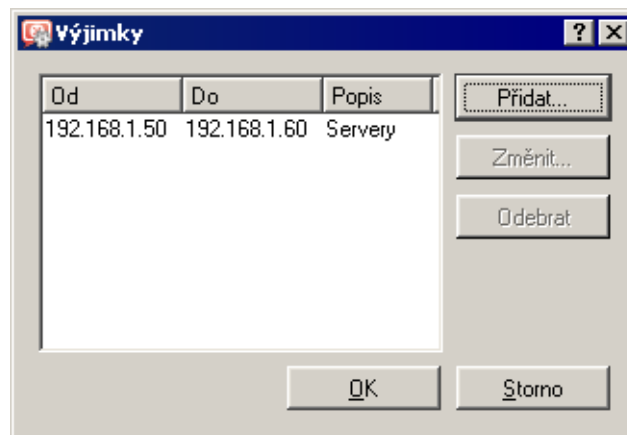 Výjimky
Od Do Popis
192.168.1.50 192.168.1.60 Servery
Přidat...
Změnit...
Odebrat
OK Storno